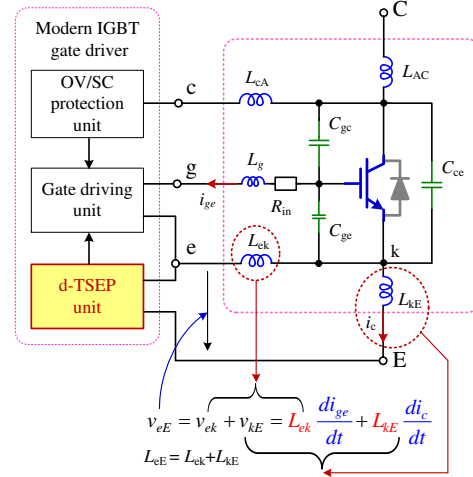 Modern IGBT
gate driver
OV/SC
protection
unit
Gate driving
unit
d-TSEP
unit
C
c
L_cA
L_AC
C_gc
g
L_g
C_ce
i_ge
R_in
C_ge
e
L_ek
k
L_kE
i_c
E
v_eE = v_ek + v_kE = L_ek di_ge/dt + L_kE di_c/dt
L_eE = L_ek+L_kE